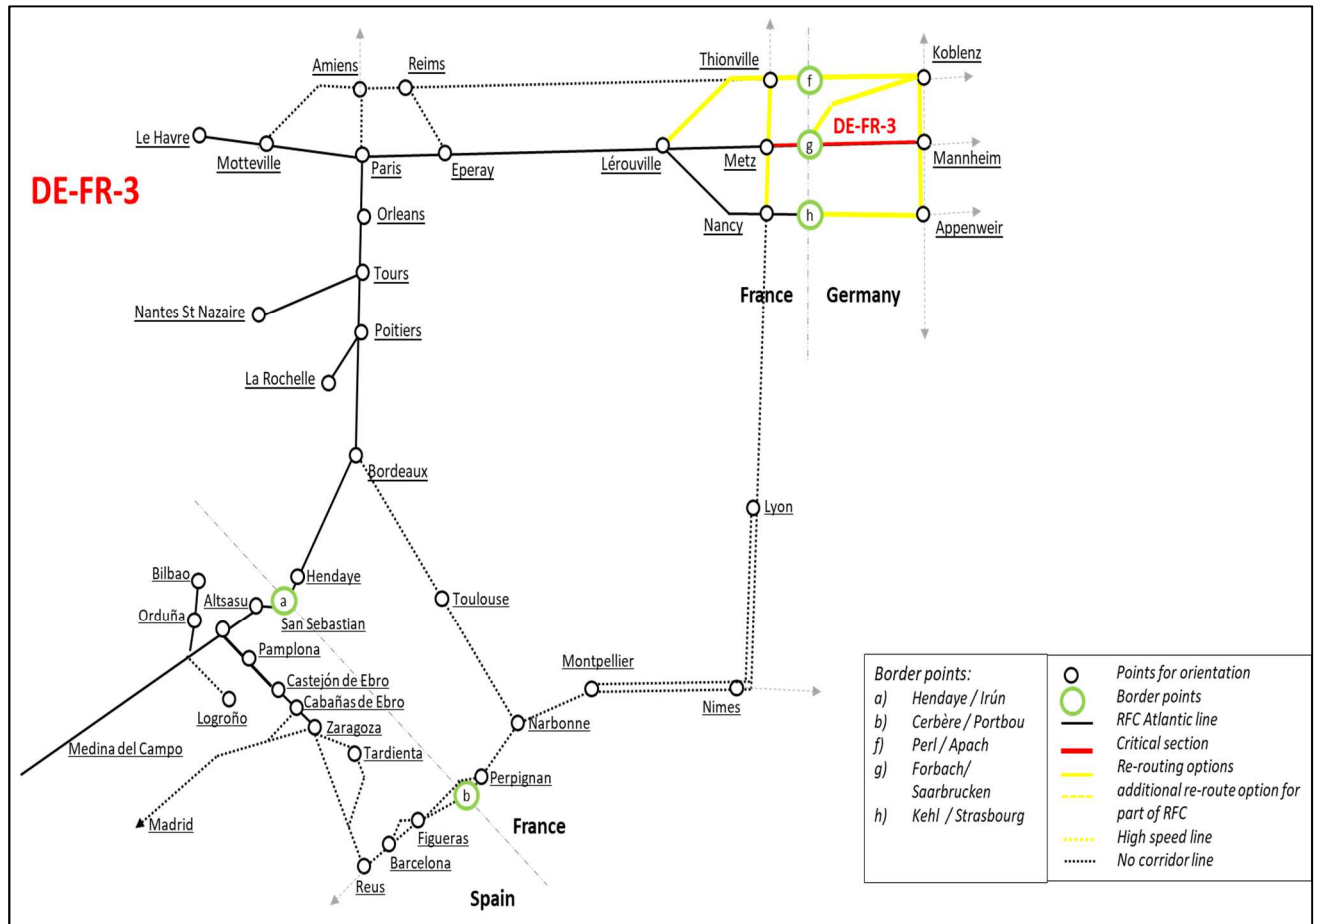 Koblenz
Thionville
Reims
Amiens
f
DE-FR-3
Le Havre
g
Motteville
Paris
Eperay
Lérouville
Metz
Mannheim
DE-FR-3
Orleans
Nancy
h
Appenweir
Tours
France
Germany
Nantes St Nazaire
Poitiers
La Rochelle
Bordeaux
Lyon
Bilbao
Hendaye
Altsasu
a
Toulouse
Orduña
San Sebastian
Pamplona
Montpellier
Castejón de Ebro
Cabañas de Ebro
Logroño
Nimes
Zaragoza
Narbonne
Medina del Campo
Tardienta
Perpignan
b
Madrid
France
Figueras
Barcelona
Reus
Spain
Border points:
a) Hendaye / Irún
b) Cerbère / Portbou
f) Perl / Apach
g) Forbach/
Saarbrucken
h) Kehl / Strasbourg
Points for orientation
Border points
RFC Atlantic line
Critical section
Re-routing options
additional re-route option for
part of RFC
High speed line
No corridor line